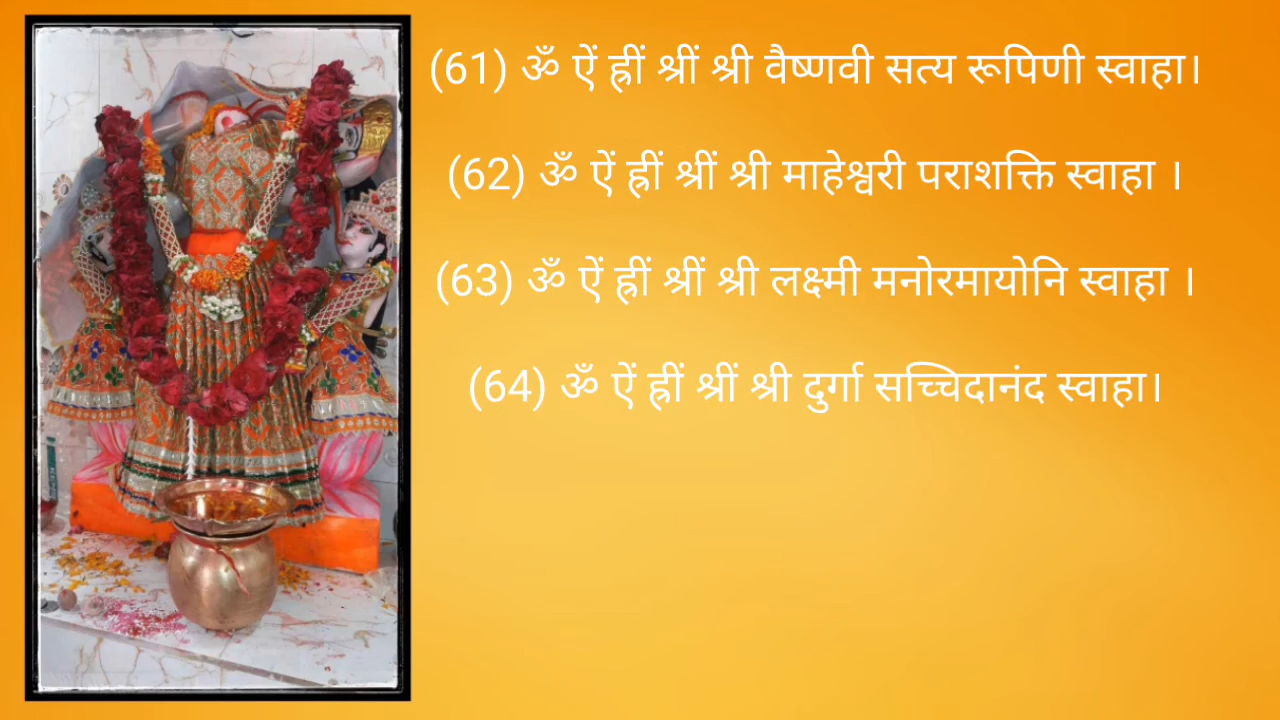 (61) ॐ ऐं ह्रीं श्रीं श्री वैष्णवी सत्य रूपिणी स्वाहा।
(62) ॐ ऐं ह्रीं श्रीं श्री माहेश्वरी पराशक्ति स्वाहा ।
(63) ॐ ऐं ह्रीं श्रीं श्री लक्ष्मी मनोरमायोनि स्वाहा ।
(64) ॐ ऐं ह्रीं श्रीं श्री दुर्गा सच्चिदानंद स्वाहा।